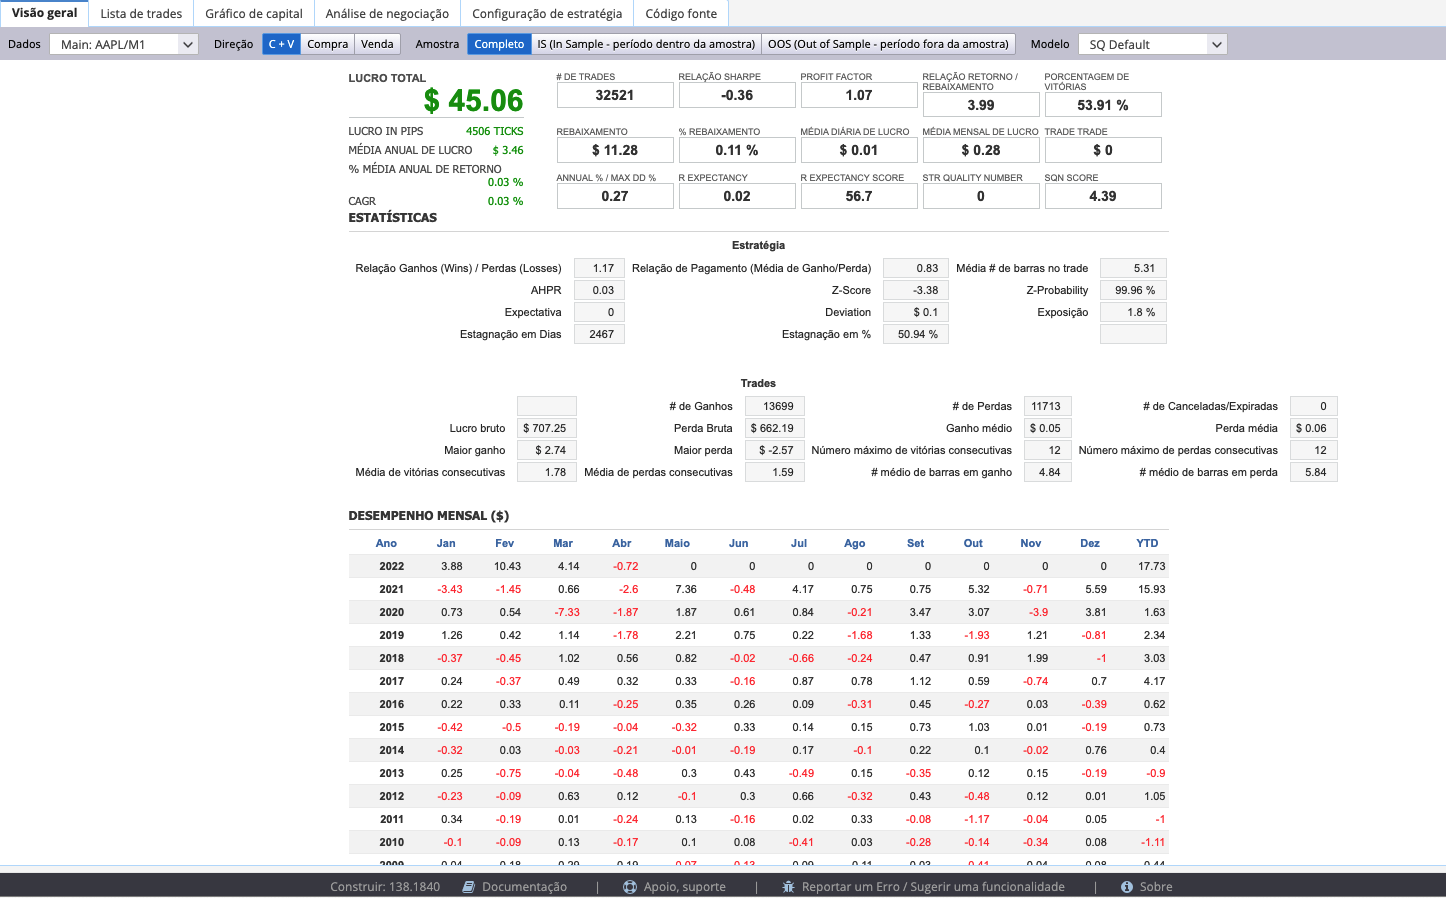 Visão geral Lista de trades Gráfico de capital Análise de negociação Configuração de estratégia Código fonte
Dados Main: AAPL/M1 Direção C + V Compra Venda Amostra Completo IS (In Sample - período dentro da amostra) OOS (Out of Sample - período fora da amostra) Modelo SQ Default
LUCRO TOTAL
$ 45.06
LUCRO IN PIPS 4506 TICKS
MÉDIA ANUAL DE LUCRO $ 3.46
% MÉDIA ANUAL DE RETORNO
0.03 %
CAGR 0.03 %
# DE TRADES RELAÇÃO SHARPE PROFIT FACTOR RELAÇÃO RETORNO / REBAIXAMENTO PORCENTAGEM DE VITÓRIAS
32521 -0.36 1.07 3.99 53.91 %
REBAIXAMENTO % REBAIXAMENTO MÉDIA DIÁRIA DE LUCRO MÉDIA MENSAL DE LUCRO TRADE TRADE
$ 11.28 0.11 % $ 0.01 $ 0.28 $ 0
ANNUAL % / MAX DD % R EXPECTANCY R EXPECTANCY SCORE STR QUALITY NUMBER SQN SCORE
0.27 0.02 56.7 0 4.39
ESTATÍSTICAS
Estratégia
Relação Ganhos (Wins) / Perdas (Losses) 1.17 Relação de Pagamento (Média de Ganho/Perda) 0.83 Média # de barras no trade 5.31
AHPR 0.03 Z-Score -3.38 Z-Probability 99.96 %
Expectativa 0 Deviation $ 0.1 Exposição 1.8 %
Estagnação em Dias 2467 Estagnação em % 50.94 %
Trades
# de Ganhos 13699 # de Perdas 11713 # de Canceladas/Expiradas 0
Lucro bruto $ 707.25 Perda Bruta $ 662.19 Ganho médio $ 0.05 Perda média $ 0.06
Maior ganho $ 2.74 Maior perda $ -2.57 Número máximo de vitórias consecutivas 12 Número máximo de perdas consecutivas 12
Média de vitórias consecutivas 1.78 Média de perdas consecutivas 1.59 # médio de barras em ganho 4.84 # médio de barras em perda 5.84
DESEMPENHO MENSAL ($)
Ano Jan Fev Mar Abr Maio Jun Jul Ago Set Out Nov Dez YTD
2022 3.88 10.43 4.14 -0.72 0 0 0 0 0 0 0 0 17.73
2021 -3.43 -1.45 0.66 -2.6 7.36 -0.48 4.17 0.75 0.75 5.32 -0.71 5.59 15.93
2020 0.73 0.54 -7.33 -1.87 1.87 0.61 0.84 -0.21 3.47 3.07 -3.9 3.81 1.63
2019 1.26 0.42 1.14 -1.78 2.21 0.75 0.22 -1.68 1.33 -1.93 1.21 -0.81 2.34
2018 -0.37 -0.45 1.02 0.56 0.82 -0.02 -0.66 -0.24 0.47 0.91 1.99 -1 3.03
2017 0.24 -0.37 0.49 0.32 0.33 -0.16 0.87 0.78 1.12 0.59 -0.74 0.7 4.17
2016 0.22 0.33 0.11 -0.25 0.35 0.26 0.09 -0.31 0.45 -0.27 0.03 -0.39 0.62
2015 -0.42 -0.5 -0.19 -0.04 -0.32 0.33 0.14 0.15 0.73 1.03 0.01 -0.19 0.73
2014 -0.32 0.03 -0.03 -0.21 -0.01 -0.19 0.17 -0.1 0.22 0.1 -0.02 0.76 0.4
2013 0.25 -0.75 -0.04 -0.48 0.3 0.43 -0.49 0.15 -0.35 0.12 0.15 -0.19 -0.9
2012 -0.23 -0.09 0.63 0.12 -0.1 0.3 0.66 -0.32 0.43 -0.48 0.12 0.01 1.05
2011 0.34 -0.19 0.01 -0.24 0.13 -0.16 0.02 0.33 -0.08 -1.17 -0.04 0.05 -1
2010 -0.1 -0.09 0.13 -0.17 0.1 0.08 -0.41 0.03 -0.28 -0.14 -0.34 0.08 -1.11
Construir: 138.1840 Documentação | Apoio, suporte | Reportar um Erro / Sugerir uma funcionalidade | Sobre